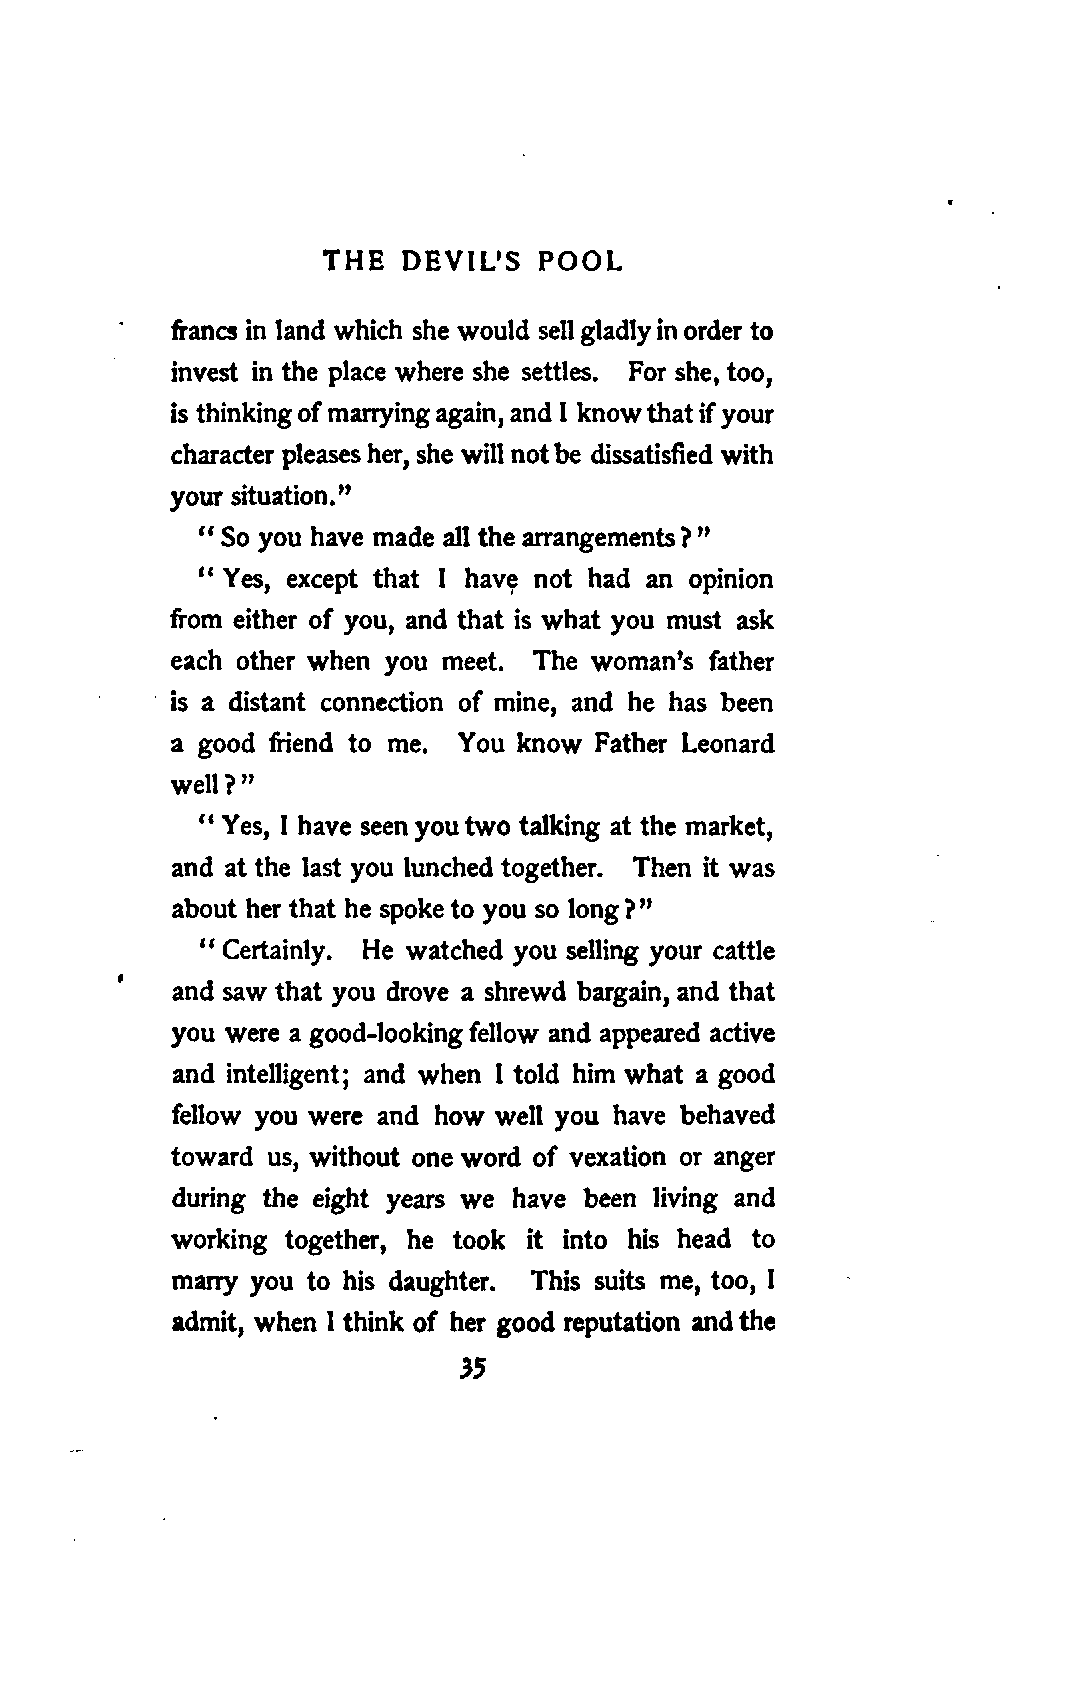 THE DEVIL'S POOL
francs in land which she would sell gladly in order to
invest in the place where she settles. For she, too,
is thinking of marrying again, and I know that if your
character pleases her, she will not be dissatisfied with
your situation."
"So you have made all the arrangements?"
"Yes, except that I have not had an opinion
from either of you, and that is what you must ask
each other when you meet. The woman's father
is a distant connection of mine, and he has been
a good friend to me. You know Father Leonard
well?"
"Yes, I have seen you two talking at the market,
and at the last you lunched together. Then it was
about her that he spoke to you so long?"
"Certainly. He watched you selling your cattle
and saw that you drove a shrewd bargain, and that
you were a good-looking fellow and appeared active
and intelligent; and when I told him what a good
fellow you were and how well you have behaved
toward us, without one word of vexation or anger
during the eight years we have been living and
working together, he took it into his head to
marry you to his daughter. This suits me, too, I
admit, when I think of her good reputation and the
35